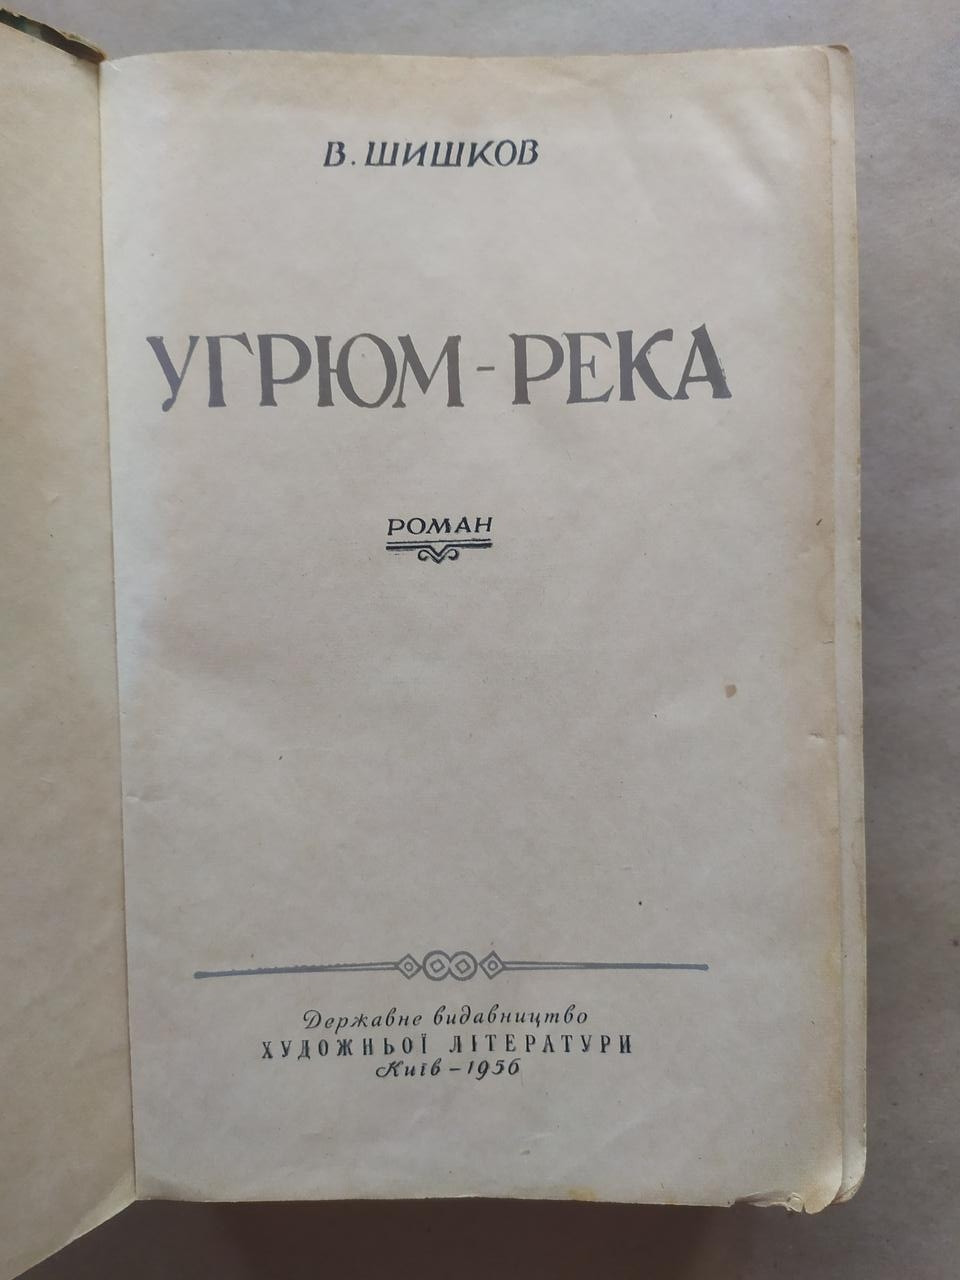 В. ШИШКОВ
УГРЮМ-РЕКА
РОМАН
Державне видавництво
ХУДОЖНЬОЇ ЛІТЕРАТУРИ
Київ – 1956